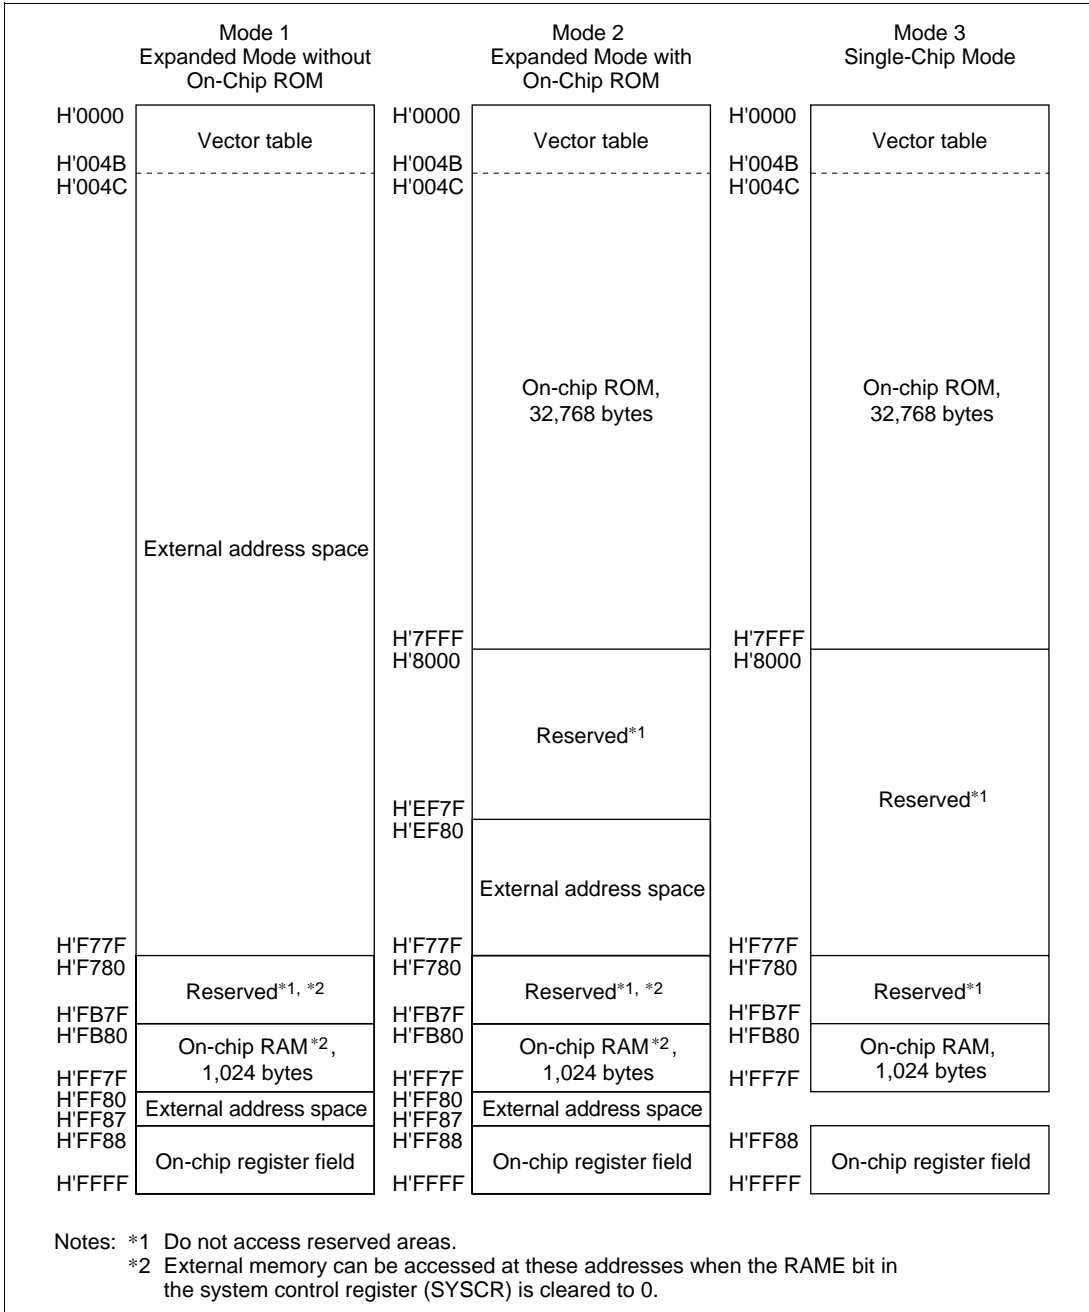 Mode 1
Expanded Mode without
On-Chip ROM
H'0000
Vector table
H'004B
H'004C
External address space
H'F77F
H'F780
Reserved*1, *2
H'FB7F
H'FB80
On-chip RAM*2,
1,024 bytes
H'FF7F
H'FF80
External address space
H'FF87
H'FF88
On-chip register field
H'FFFF
Mode 2
Expanded Mode with
On-Chip ROM
H'0000
Vector table
H'004B
H'004C
On-chip ROM,
32,768 bytes
H'7FFF
H'8000
Reserved*1
H'EF7F
H'EF80
External address space
H'F77F
H'F780
Reserved*1, *2
H'FB7F
H'FB80
On-chip RAM*2,
1,024 bytes
H'FF7F
H'FF80
External address space
H'FF87
H'FF88
On-chip register field
H'FFFF
Mode 3
Single-Chip Mode
H'0000
Vector table
H'004B
H'004C
On-chip ROM,
32,768 bytes
H'7FFF
H'8000
Reserved*1
H'F77F
H'F780
Reserved*1
H'FB7F
H'FB80
On-chip RAM,
1,024 bytes
H'FF7F
H'FF88
On-chip register field
H'FFFF
Notes: *1 Do not access reserved areas.
*2 External memory can be accessed at these addresses when the RAME bit in
the system control register (SYSCR) is cleared to 0.